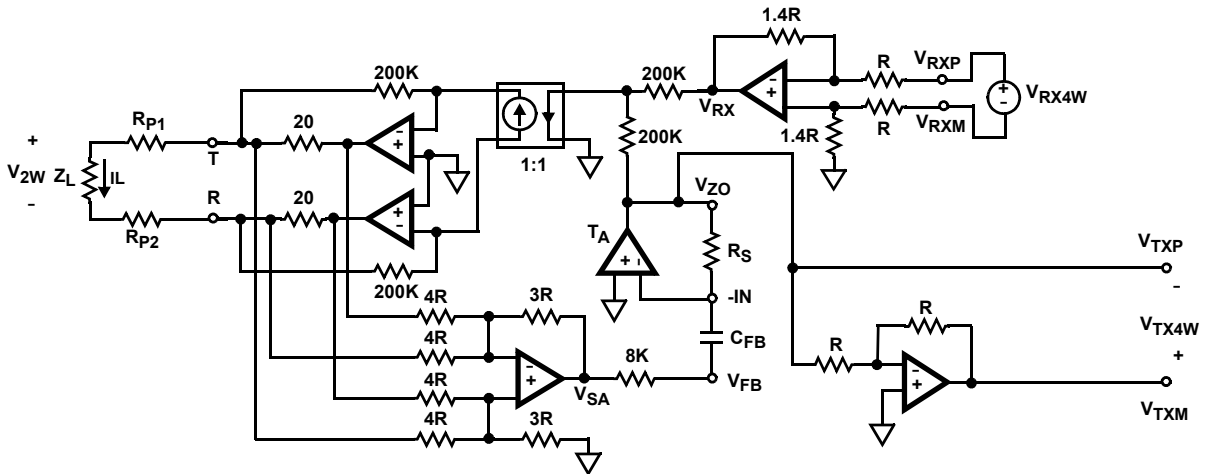 1.4R
200K
200K
R
V_RXP
R_P1
20
V_RX
V_RX4W
+
T
-
+
R
V_RXM
+
-
+
1.4R
V_2W
Z_L
IL
1:1
200K
-
R
20
V_ZO
+
-
R_P2
T_A
R_S
V_TXP
200K
+
-
-IN
-
4R
3R
R
V_TX4W
4R
8K
C_FB
R
+
-
+
-
+
4R
V_SA
V_FB
V_TXM
4R
3R